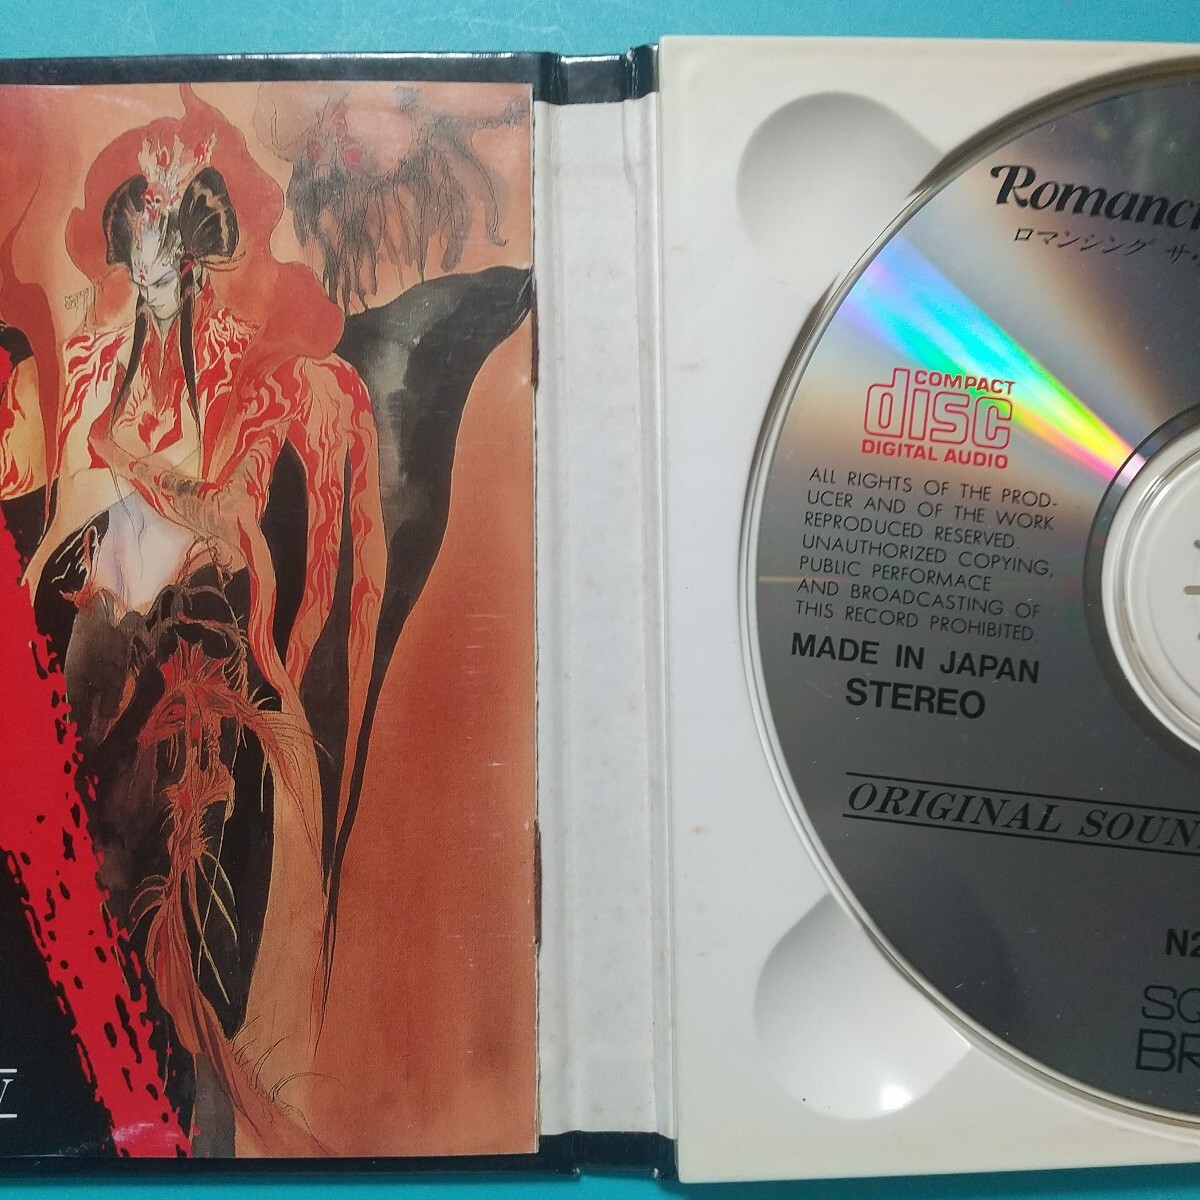 Romanci
ロマンシング サ・
COMPACT
disc
DIGITAL AUDIO
ALL RIGHTS OF THE PROD-
UCER AND OF THE WORK
REPRODUCED RESERVED.
UNAUTHORIZED COPYING,
PUBLIC PERFORMACE
AND BROADCASTING OF
THIS RECORD PROHIBITED.
MADE IN JAPAN
STEREO
ORIGINAL SOUN
N2
SQ
BR